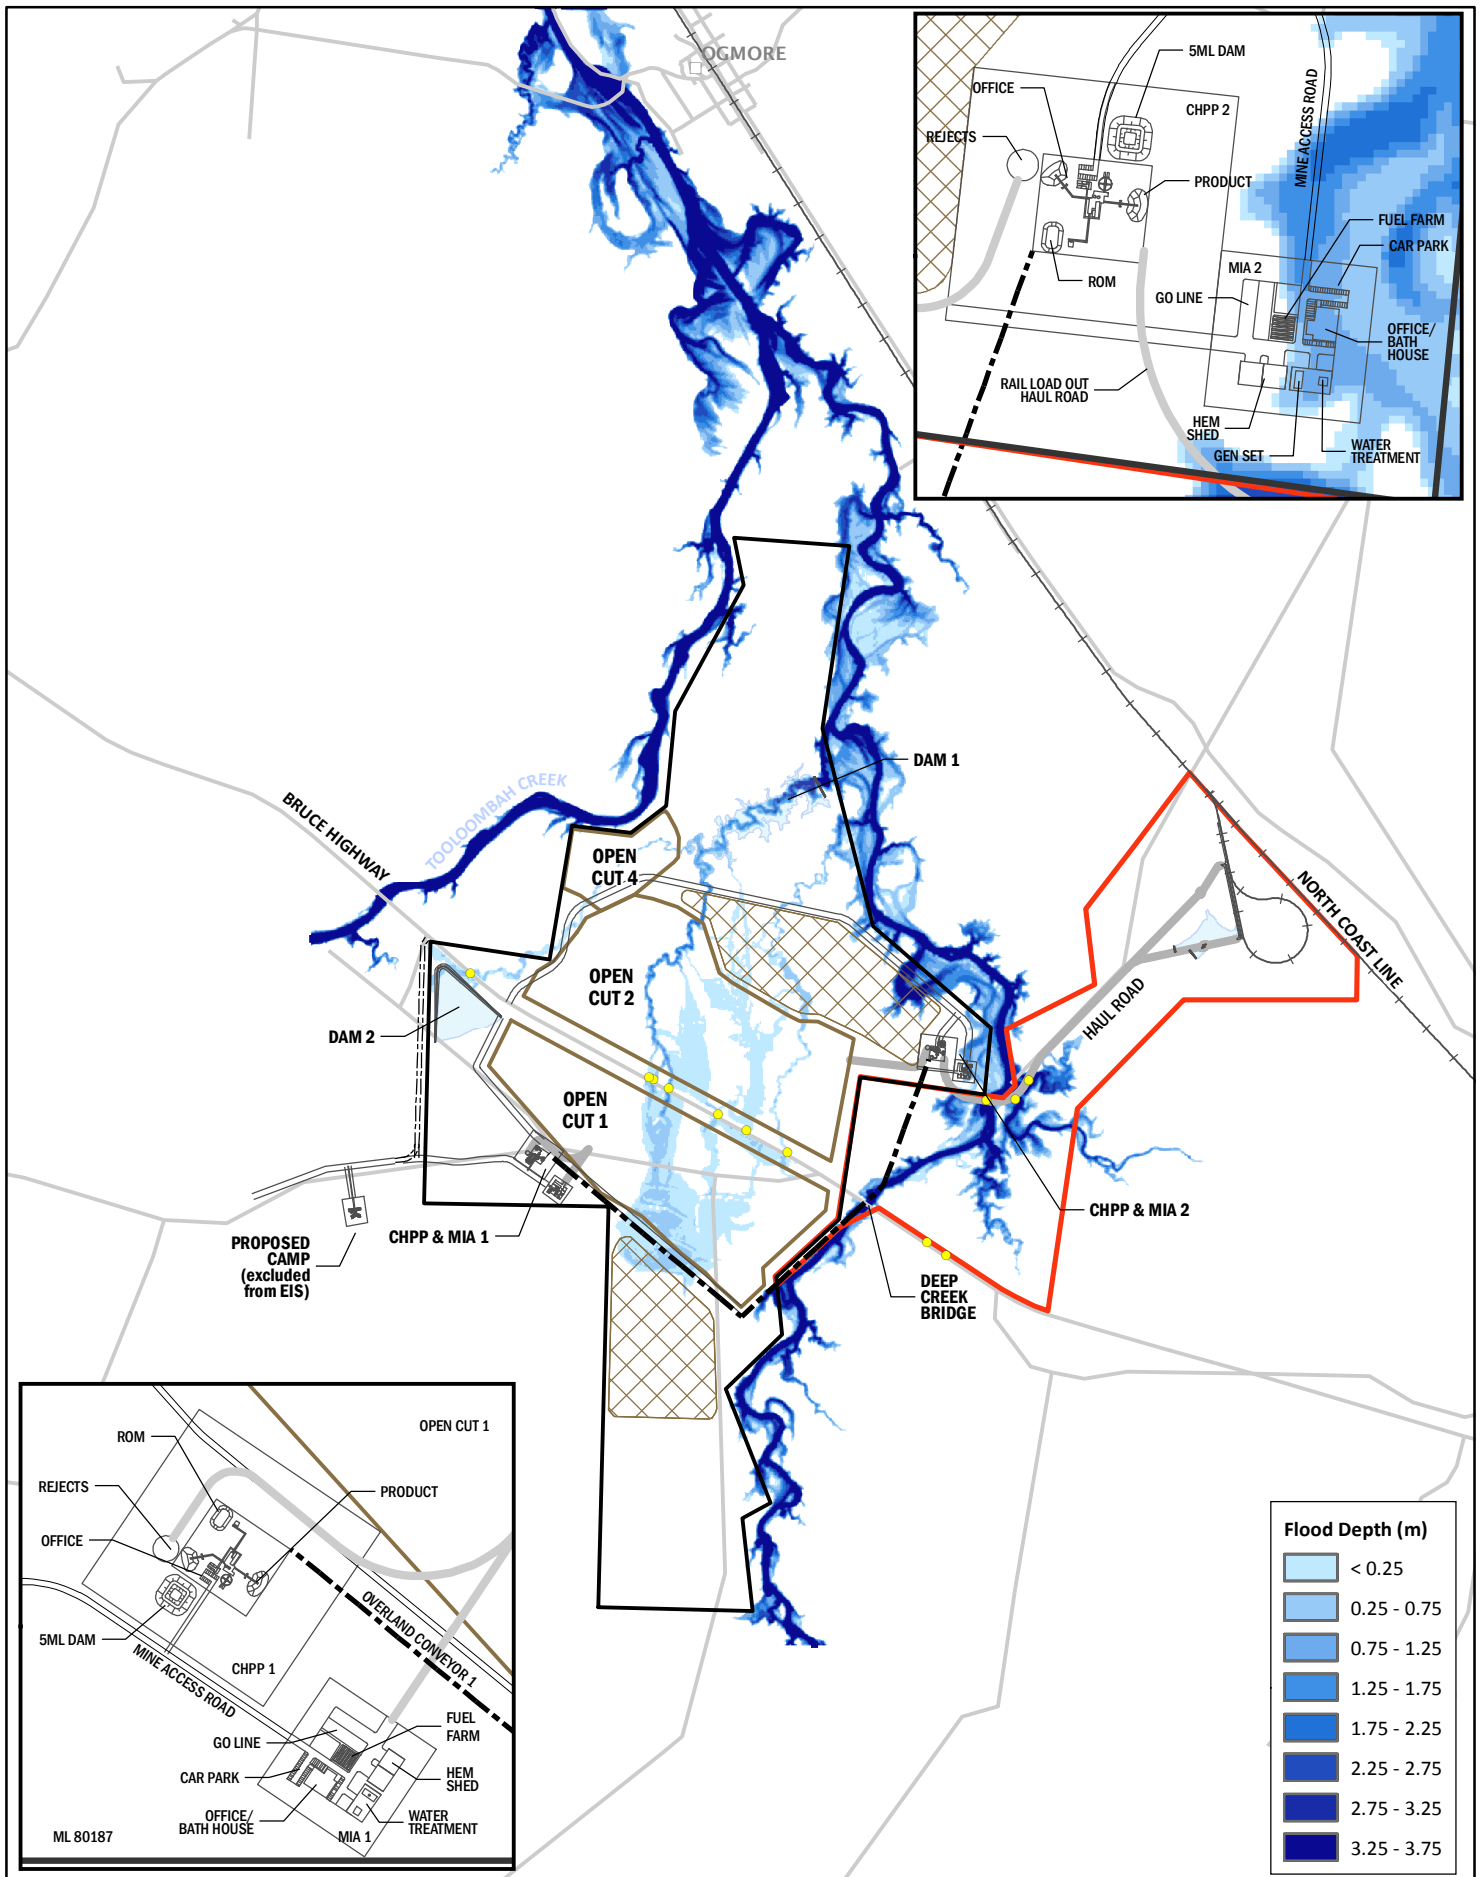 OGMORE
5ML DAM
OFFICE
CHPP 2
REJECTS
MINE ACCESS ROAD
PRODUCT
FUEL FARM
CAR PARK
MIA 2
ROM
GO LINE
OFFICE/
BATH
HOUSE
RAIL LOAD OUT
HAUL ROAD
HEM
SHED
GEN SET
WATER
TREATMENT
DAM 1
TOOLOOMBAH CREEK
BRUCE HIGHWAY
OPEN
CUT 4
NORTH COAST LINE
OPEN
CUT 2
HAUL ROAD
DAM 2
OPEN
CUT 1
CHPP & MIA 2
CHPP & MIA 1
PROPOSED
CAMP
(excluded
from EIS)
DEEP
CREEK
BRIDGE
OPEN CUT 1
ROM
REJECTS
PRODUCT
OFFICE
OVERLAND CONVEYOR 1
5ML DAM
MINE ACCESS ROAD
CHPP 1
FUEL
FARM
GO LINE
CAR PARK
HEM
SHED
OFFICE/
BATH HOUSE
WATER
TREATMENT
ML 80187
MIA 1
Flood Depth (m)
< 0.25
0.25 - 0.75
0.75 - 1.25
1.25 - 1.75
1.75 - 2.25
2.25 - 2.75
2.75 - 3.25
3.25 - 3.75